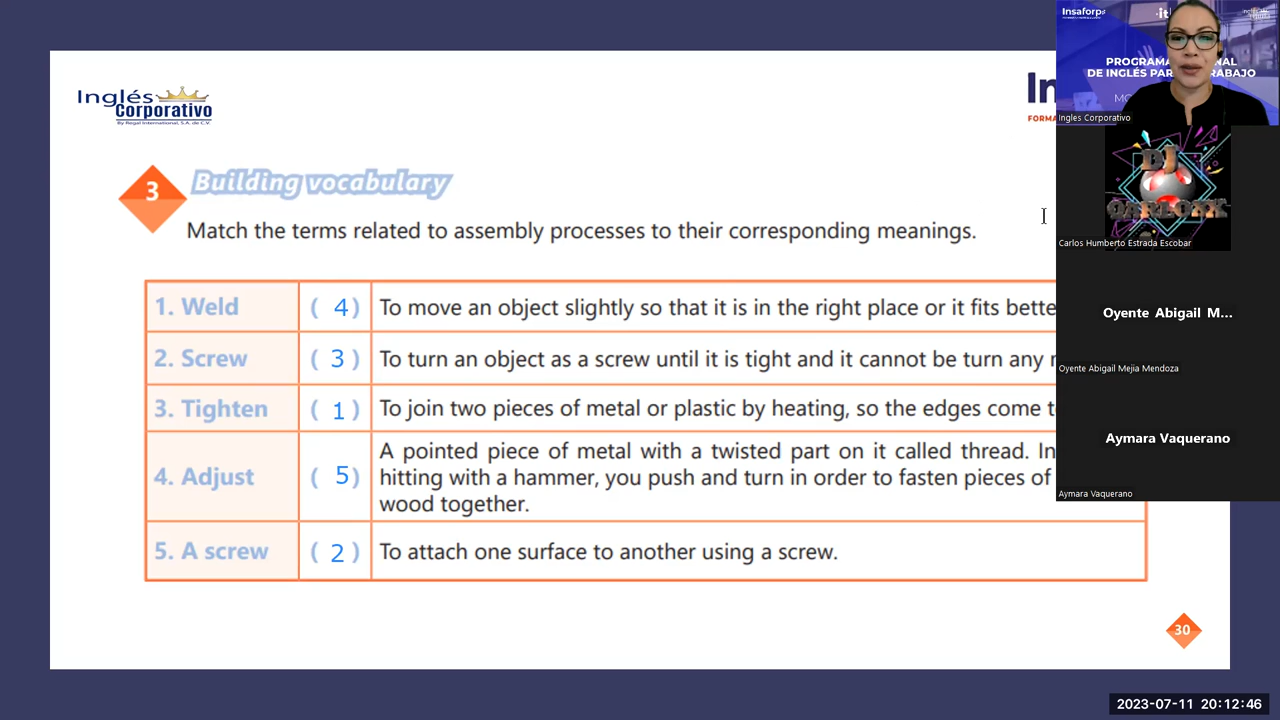 Inglés
Corporativo
By Regal International, S.A. de C.V.
3
Building vocabulary
Match the terms related to assembly processes to their corresponding meanings.
1. Weld ( 4 ) To move an object slightly so that it is in the right place or it fits bette
2. Screw ( 3 ) To turn an object as a screw until it is tight and it cannot be turn any
3. Tighten ( 1 ) To join two pieces of metal or plastic by heating, so the edges come
4. Adjust ( 5 ) A pointed piece of metal with a twisted part on it called thread. In
hitting with a hammer, you push and turn in order to fasten pieces of
wood together.
5. A screw ( 2 ) To attach one surface to another using a screw.
30
In
FORMA
Insaforp
PROGRAMA
DE INGLÉS
Ingles Corporativo
DJ
CARLOXX
Carlos Humberto Estrada Escobar
Oyente Abigail M...
Oyente Abigail Mejia Mendoza
Aymara Vaquerano
Aymara Vaquerano
2023-07-11 20:12:46